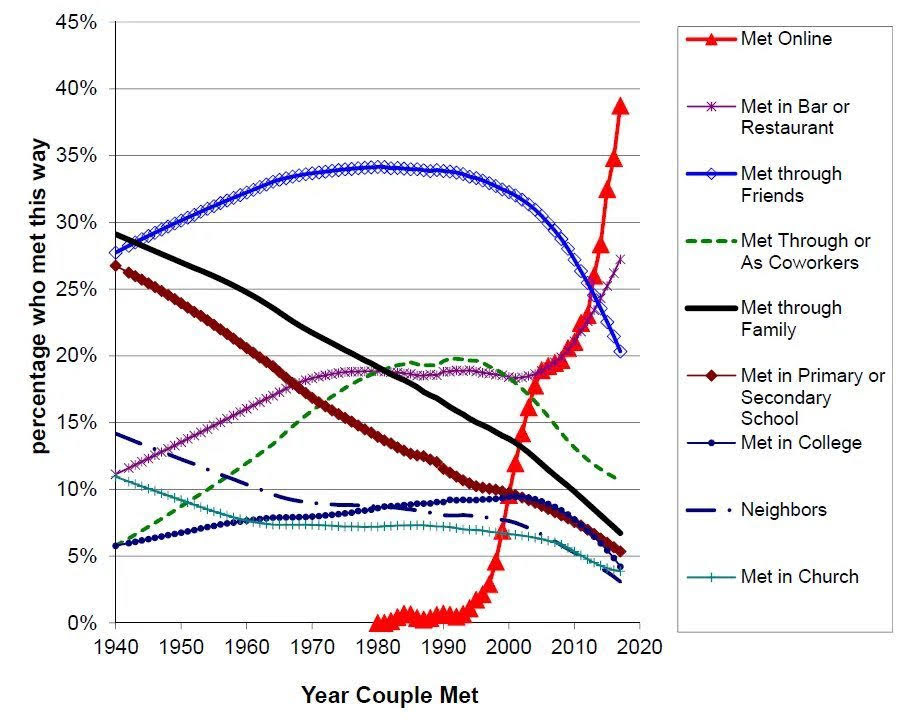 45%
40%
35%
30%
25%
20%
15%
10%
5%
0%
percentage who met this way
1940 1950 1960 1970 1980 1990 2000 2010 2020
Year Couple Met
Met Online
Met in Bar or
Restaurant
Met through
Friends
Met Through or
As Coworkers
Met through
Family
Met in Primary or
Secondary
School
Met in College
Neighbors
Met in Church